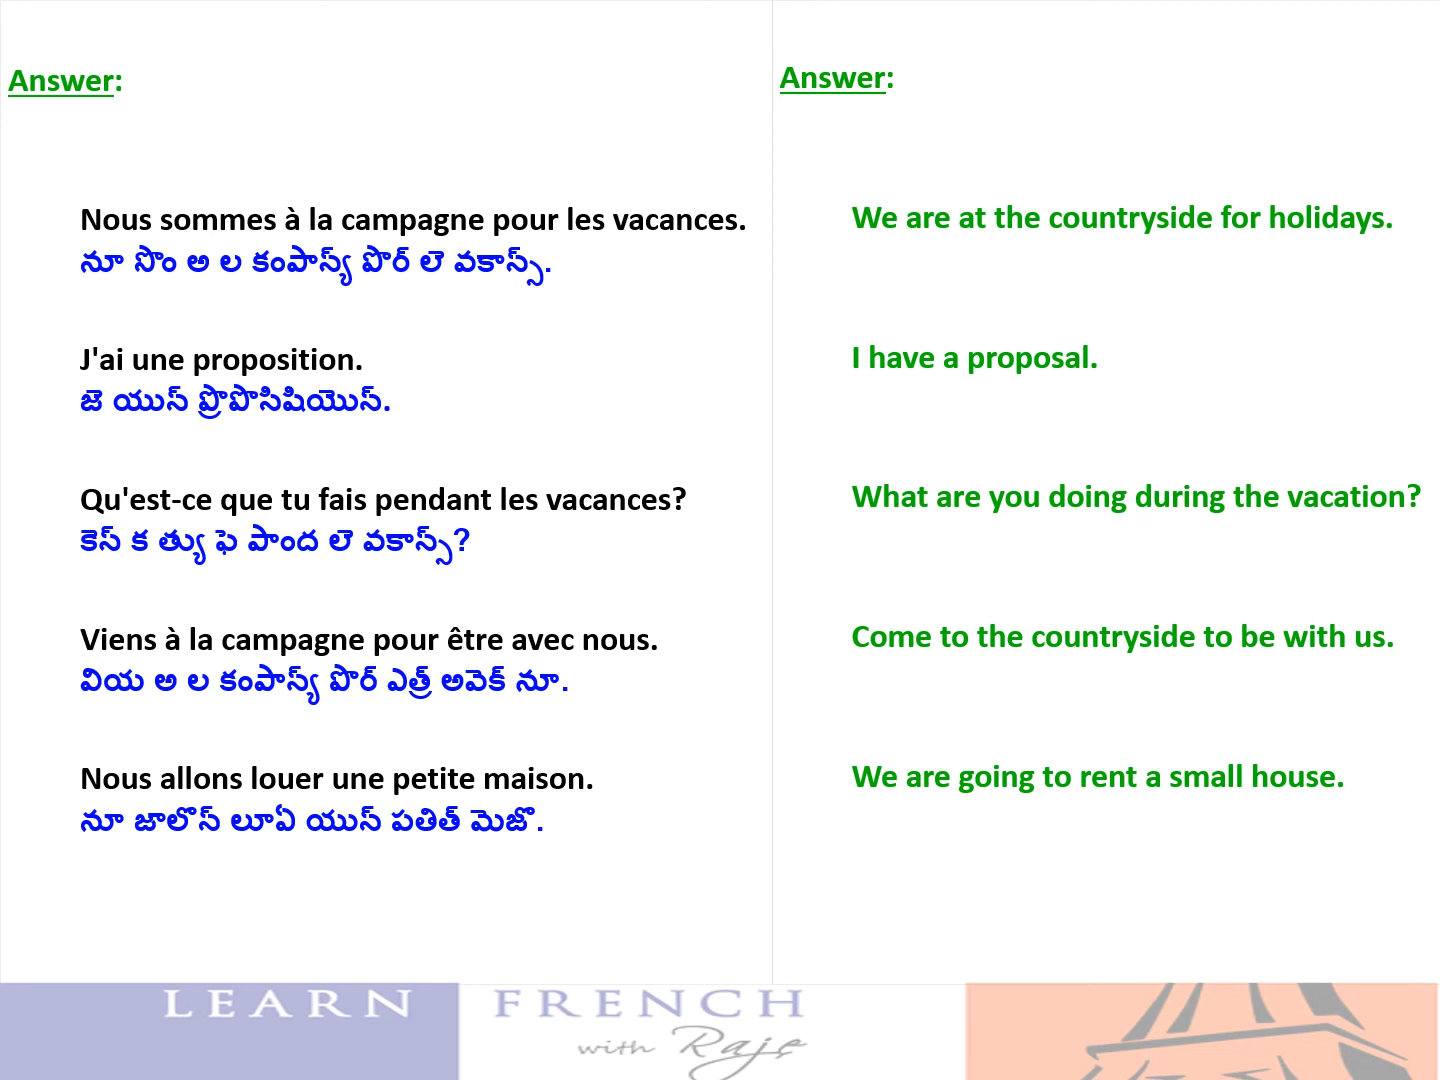 Answer:
Nous sommes à la campagne pour les vacances.
నూ సొం అ ల కంపాస్య్ పొర్ లె వకాస్స్.
J'ai une proposition.
జె యుస్ ప్రొపొసిషియొస్.
Qu'est-ce que tu fais pendant les vacances?
కెస్ క త్యు ఫె పాంద లె వకాస్స్?
Viens à la campagne pour être avec nous.
వియ అ ల కంపాస్య్ పొర్ ఎత్ర్ అవెక్ నూ.
Nous allons louer une petite maison.
నూ జాలొస్ లూఏ యుస్ పతిత్ మెజొ.
Answer:
We are at the countryside for holidays.
I have a proposal.
What are you doing during the vacation?
Come to the countryside to be with us.
We are going to rent a small house.
LEARN FRENCH
with Raje